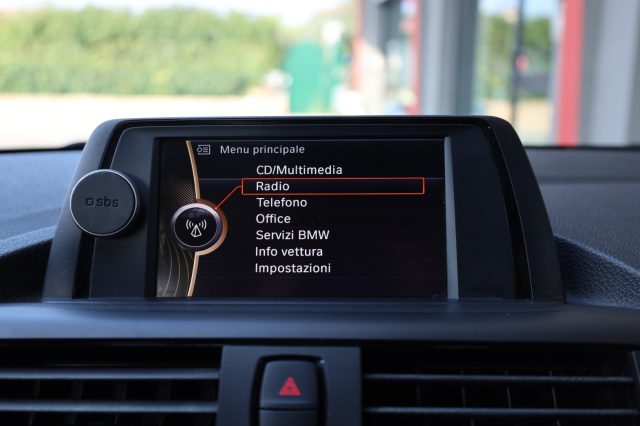 Menu principale
CD/Multimedia
Radio
Telefono
Office
Servizi BMW
Info vettura
Impostazioni
sbs